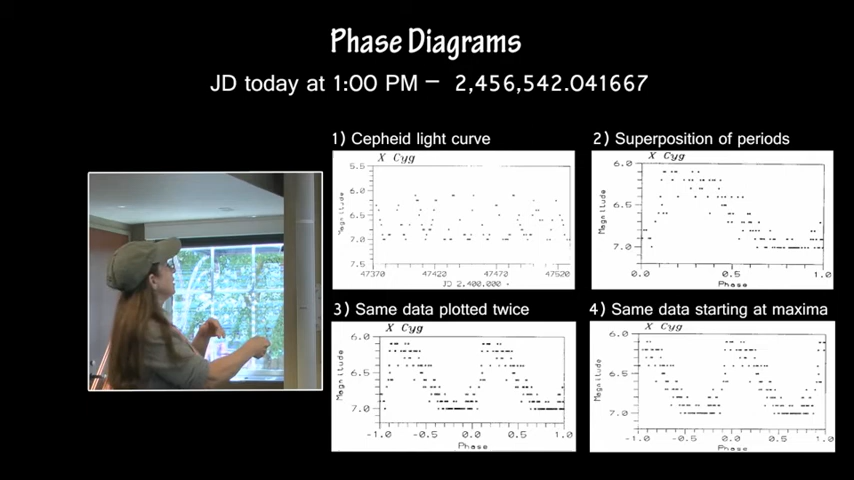 Phase Diagrams
JD today at 1:00 PM – 2,456,542.041667
1) Cepheid light curve
X Cyg
5.5
6.0
6.5
7.0
7.5
Magnitude
47370 47420 47470 47520
JD 2,400,000 +
2) Superposition of periods
X Cyg
6.0
6.5
7.0
Magnitude
0.0 0.5 1.0
Phase
3) Same data plotted twice
X Cyg
6.0
6.5
7.0
Magnitude
-1.0 -0.5 0.0 0.5 1.0
Phase
4) Same data starting at maxima
X Cyg
6.0
6.5
7.0
Magnitude
-1.0 -0.5 0.0 0.5 1.0
Phase